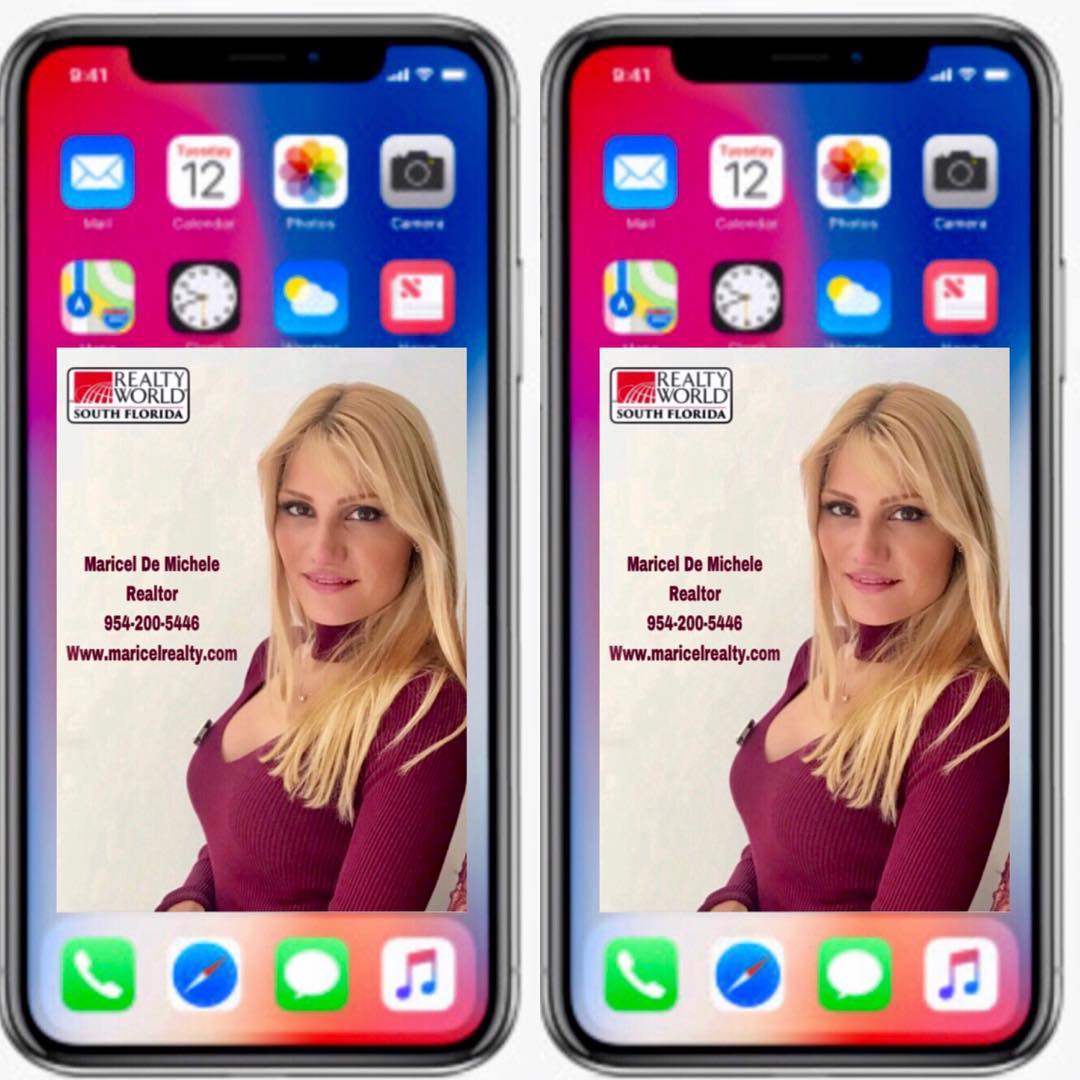 9:41
Tuesday
12
Mail
Calendar
Photos
Camera
REALTY
WORLD
SOUTH FLORIDA
Maricel De Michele
Realtor
954-200-5446
Www.maricelrealty.com
9:41
Tuesday
12
Mail
Calendar
Photos
Camera
REALTY
WORLD
SOUTH FLORIDA
Maricel De Michele
Realtor
954-200-5446
Www.maricelrealty.com